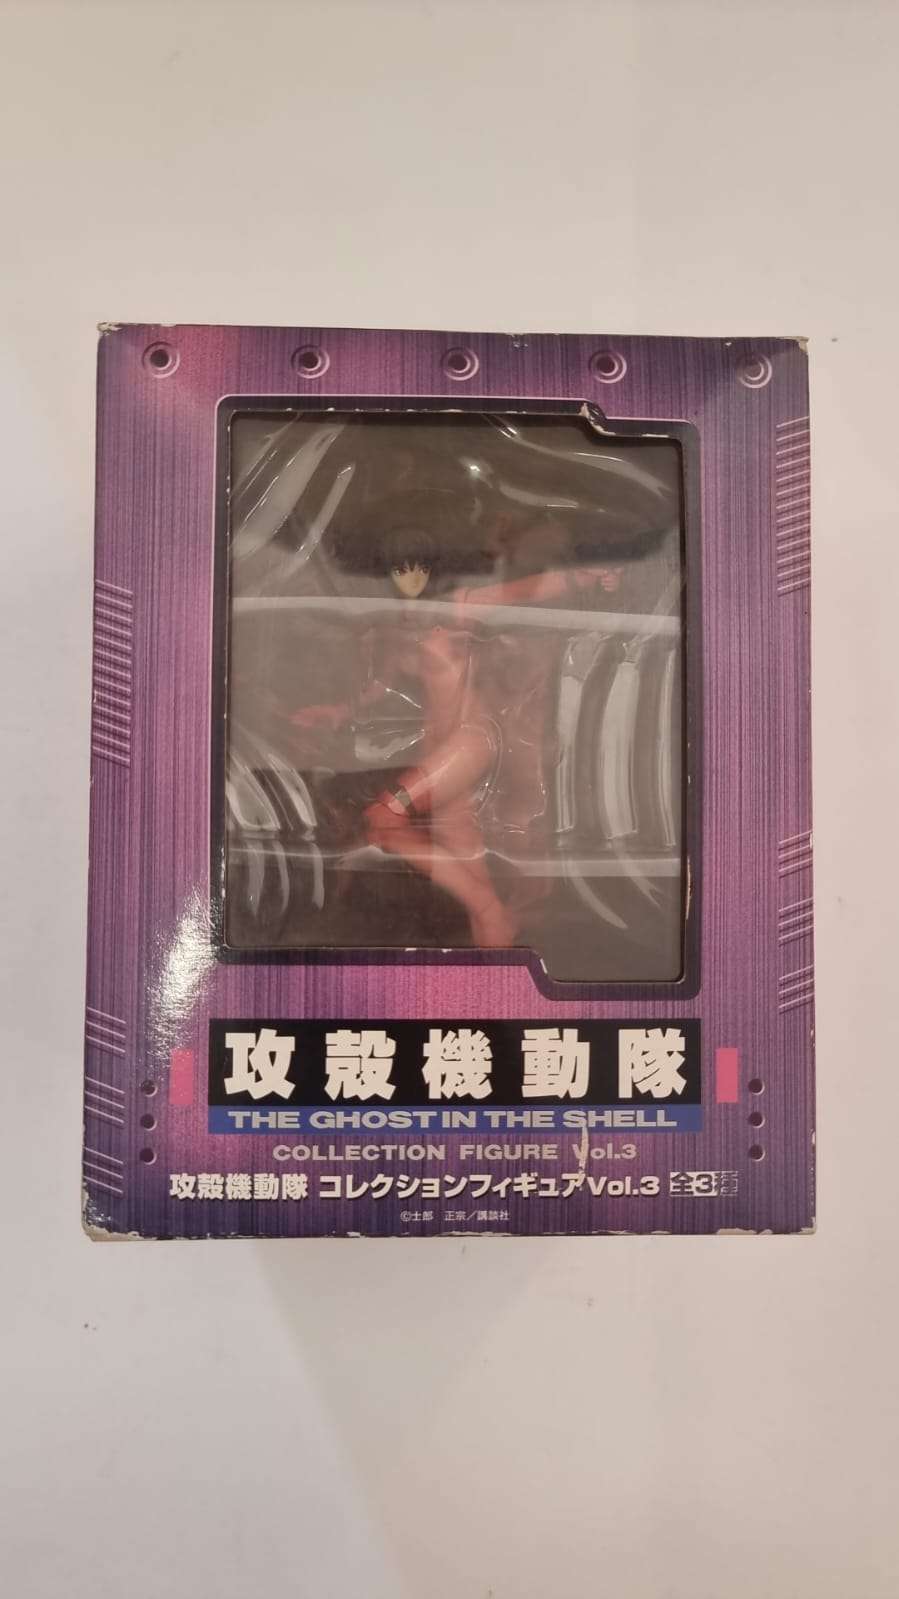 攻殻機動隊
THE GHOST IN THE SHELL
COLLECTION FIGURE Vol.3
攻殻機動隊 コレクションフィギュア Vol.3 全3種
©士郎 正宗／講談社